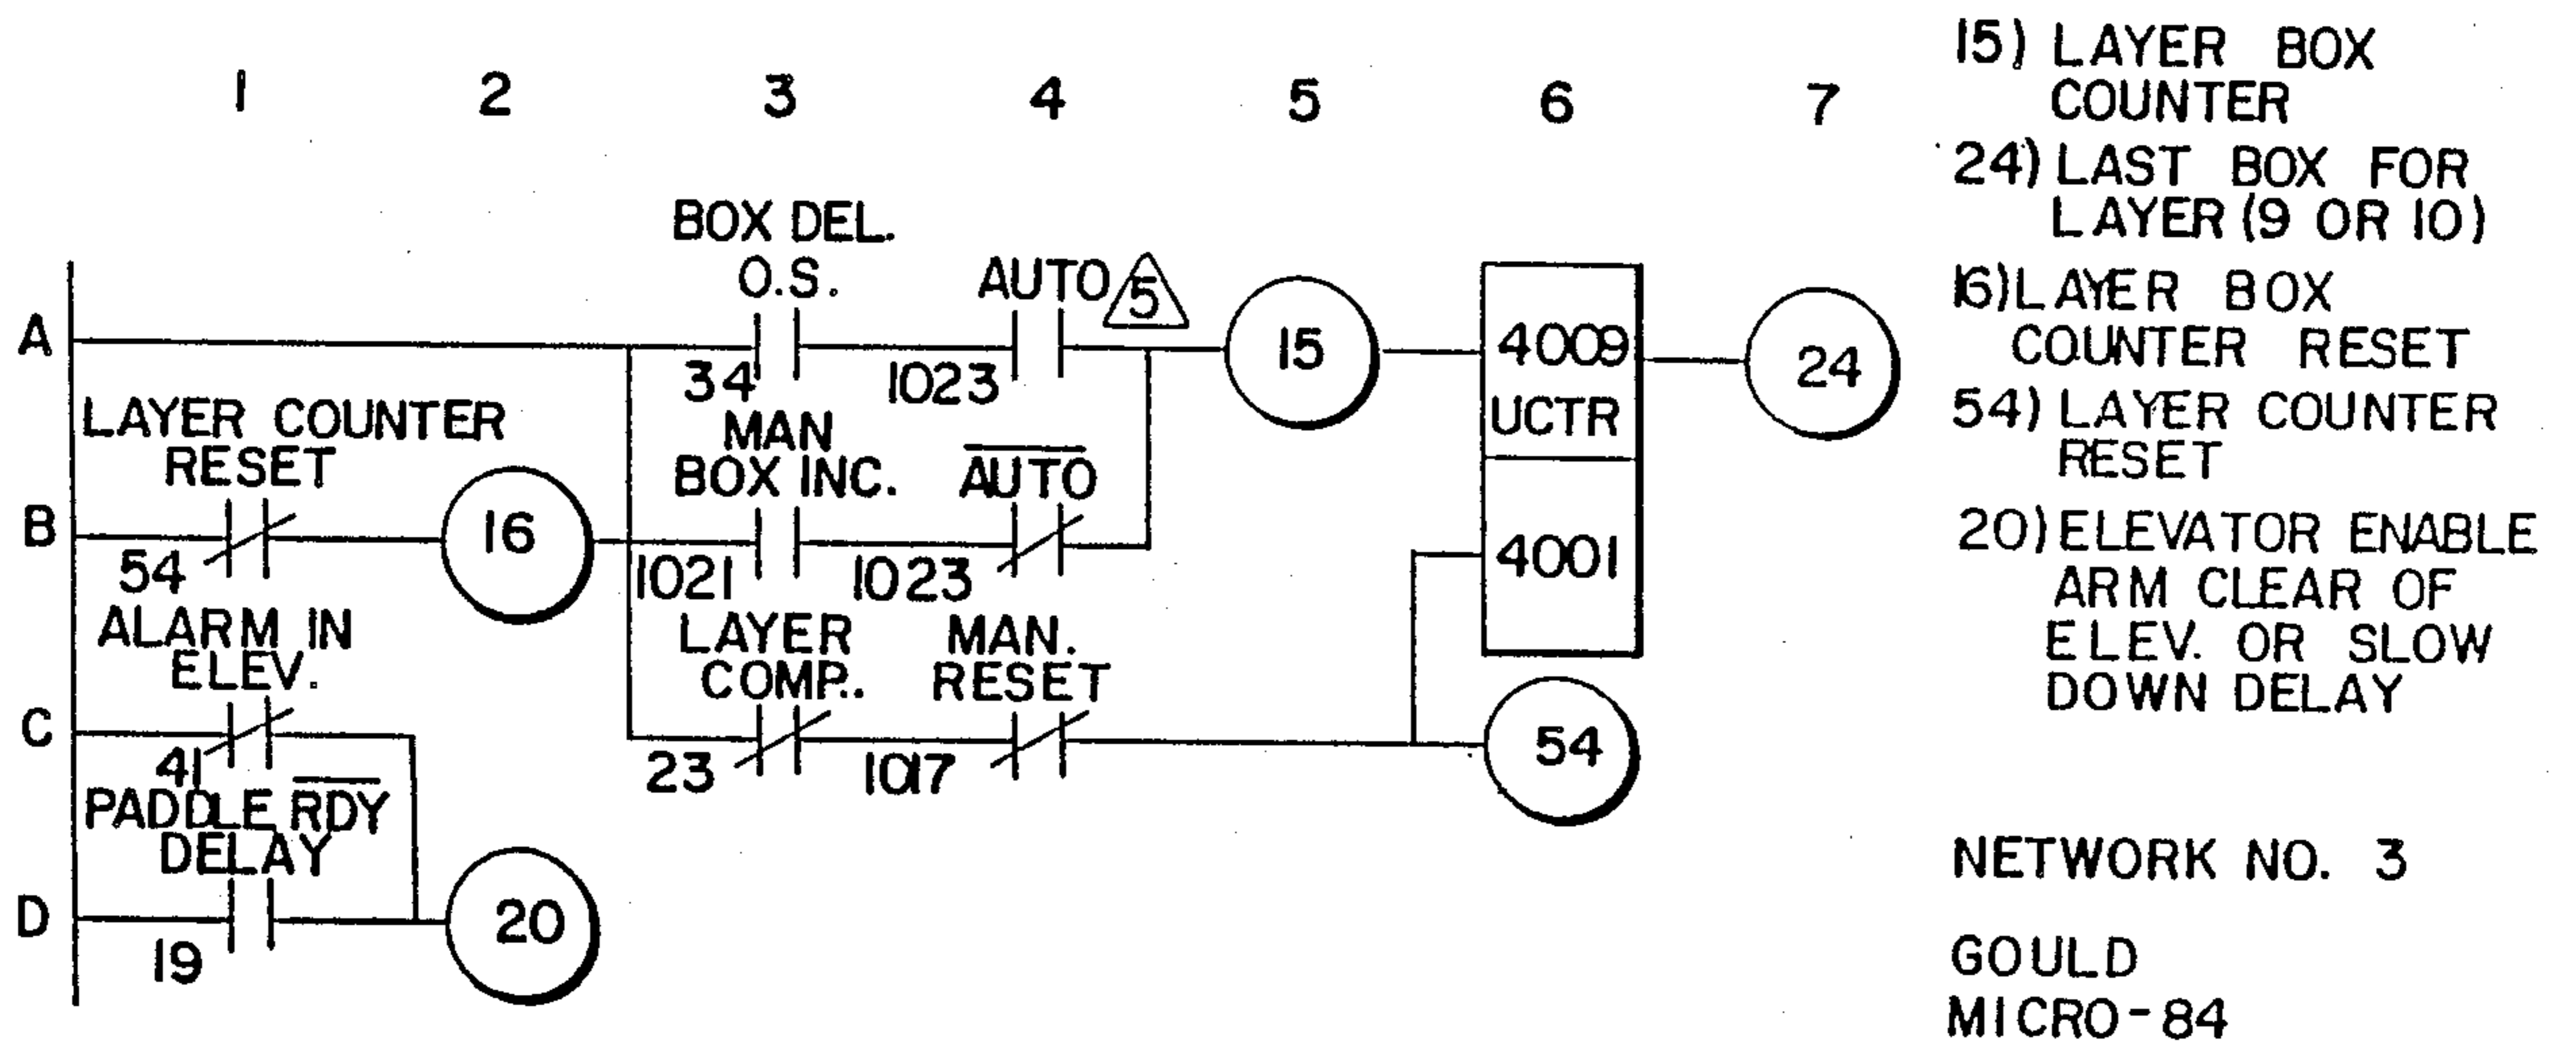 1 2 3 4 5 6 7
BOX DEL.
O.S.
AUTO 5
A
34
1023
15
4009
UCTR
24
LAYER COUNTER
RESET
MAN
BOX INC.
AUTO
B
54
16
1021
1023
4001
ALARM IN
ELEV.
LAYER
COMP..
MAN.
RESET
C
41
23
1017
54
PADDLE RDY
DELAY
D
19
20
15) LAYER BOX
COUNTER
24) LAST BOX FOR
LAYER (9 OR 10)
16) LAYER BOX
COUNTER RESET
54) LAYER COUNTER
RESET
20) ELEVATOR ENABLE
ARM CLEAR OF
ELEV. OR SLOW
DOWN DELAY
NETWORK NO. 3
GOULD
MICRO-84